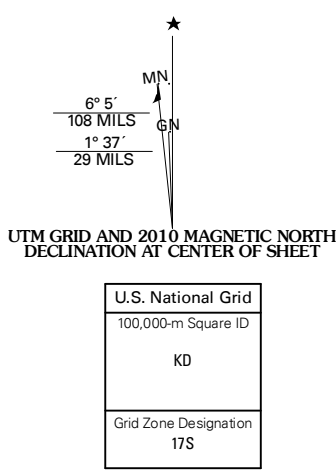 ★
MN.
6° 5´
108 MILS
GN
1° 37´
29 MILS
UTM GRID AND 2010 MAGNETIC NORTH
DECLINATION AT CENTER OF SHEET
U.S. National Grid
100,000-m Square ID
KD
Grid Zone Designation
17S